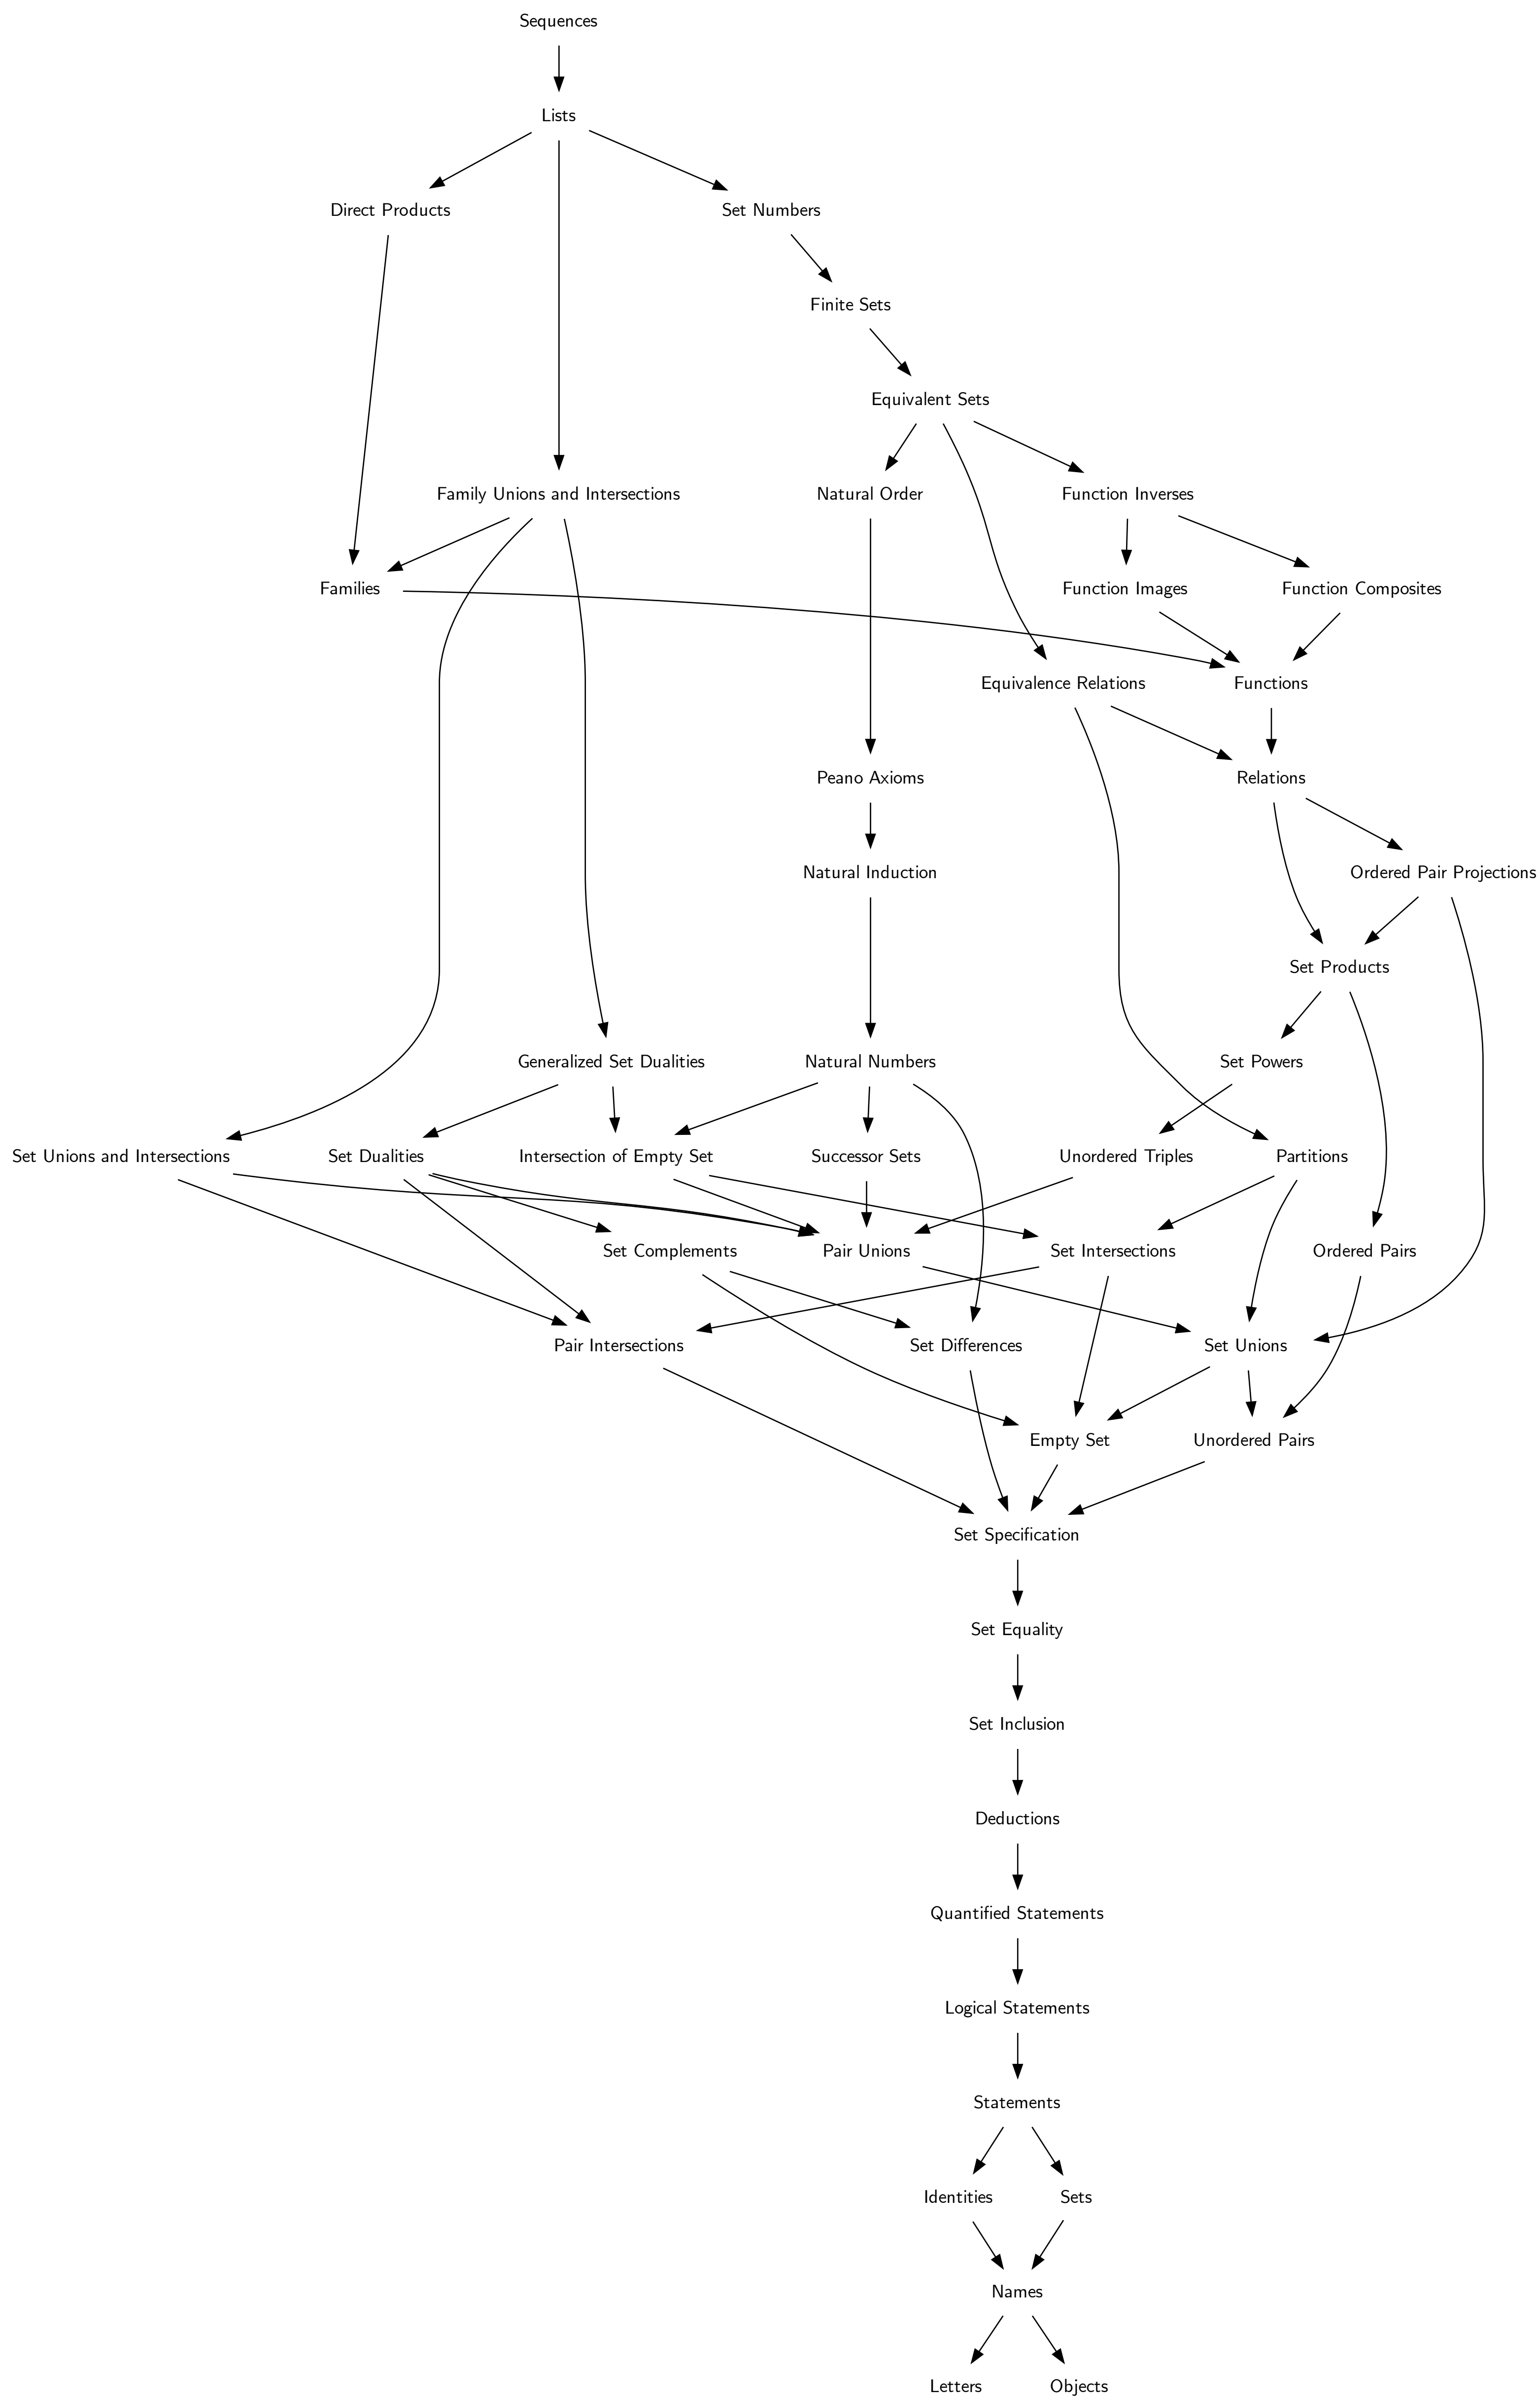 Sequences
Lists
Direct Products
Set Numbers
Finite Sets
Equivalent Sets
Family Unions and Intersections
Natural Order
Function Inverses
Families
Function Images
Function Composites
Equivalence Relations
Functions
Peano Axioms
Relations
Natural Induction
Ordered Pair Projections
Set Products
Generalized Set Dualities
Natural Numbers
Set Powers
Set Unions and Intersections
Set Dualities
Intersection of Empty Set
Successor Sets
Unordered Triples
Partitions
Set Complements
Pair Unions
Set Intersections
Ordered Pairs
Pair Intersections
Set Differences
Set Unions
Empty Set
Unordered Pairs
Set Specification
Set Equality
Set Inclusion
Deductions
Quantified Statements
Logical Statements
Statements
Identities
Sets
Names
Letters
Objects